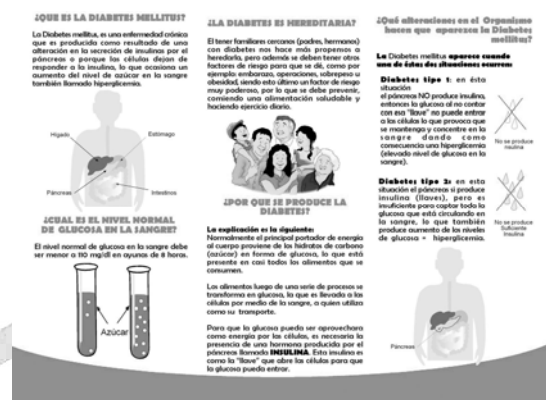 ¿QUE ES LA DIABETES MELLITUS?
La Diabetes mellitus, es una enfermedad crónica
que es producida como resultado de una
alteración en la secreción de insulinas por el
páncreas o porque las células dejan de
responder a la insulina, lo que ocasiona un
aumento del nivel de azúcar en la sangre
también llamado hiperglicemia.
Hígado
Estómago
Páncreas
Intestinos
¿CUAL ES EL NIVEL NORMAL
DE GLUCOSA EN LA SANGRE?
El nivel normal de glucosa en la sangre debe
ser menor a 110 mg/dl en ayunas de 8 horas.
Azúcar
¿LA DIABETES ES HEREDITARIA?
El tener familiares cercanos (padres, hermanos)
con diabetes nos hace más propensos a
heredarla, pero además se deben tener otros
factores de riesgo para que se dé, como por
ejemplo: embarazo, operaciones, sobrepeso u
obesidad, siendo esto último un factor de riesgo
muy poderoso, por lo que se debe prevenir,
comiendo una alimentación saludable y
haciendo ejercicio diario.
¿POR QUE SE PRODUCE LA
DIABETES?
La explicación es la siguiente:
Normalmente el principal portador de energía
al cuerpo proviene de los hidratos de carbono
(azúcar) en forma de glucosa, lo que está
presente en casi todos los alimentos que se
consumen.
Los alimentos luego de una serie de procesos se
transforma en glucosa, la que es llevada a las
células por medio de la sangre, a quien utiliza
como su transporte.
Para que la glucosa pueda ser aprovechara
como energía por las células, es necesaria la
presencia de una hormona producida por el
páncreas llamada INSULINA. Esta insulina es
como la "llave" que abre las células para que
la glucosa pueda entrar.
¿Qué alteraciones en el Organismo
hacen que aparezca la Diabetes
mellitus?
La Diabetes mellitus aparece cuando
una de éstas dos situaciones ocurren:
Diabetes tipo 1: en ésta
situación
el páncreas NO produce insulina,
entonces la glucosa al no contar
con esa "llave" no puede entrar
a las células lo que provoca que
se mantenga y concentre en la
sangre dando como
consecuencia una hiperglicemia
(elevado nivel de glucosa en la
sangre).
No se produce
insulina
Diabetes tipo 2: en esta
situación el páncreas si produce
insulina (llaves), pero es
insuficiente para captar toda la
glucosa que está circulando en
la sangre, lo que también
produce aumento de los niveles
de glucosa = hiperglicemia.
No se produce
Suficiente
Insulina
Páncreas